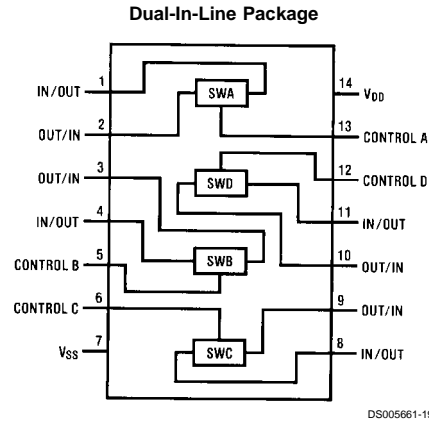 Dual-In-Line Package
1
IN/OUT
SWA
14
VDD
2
OUT/IN
13
CONTROL A
3
OUT/IN
12
CONTROL D
SWD
4
IN/OUT
11
IN/OUT
5
CONTROL B
SWB
10
OUT/IN
6
CONTROL C
9
OUT/IN
7
VSS
SWC
8
IN/OUT